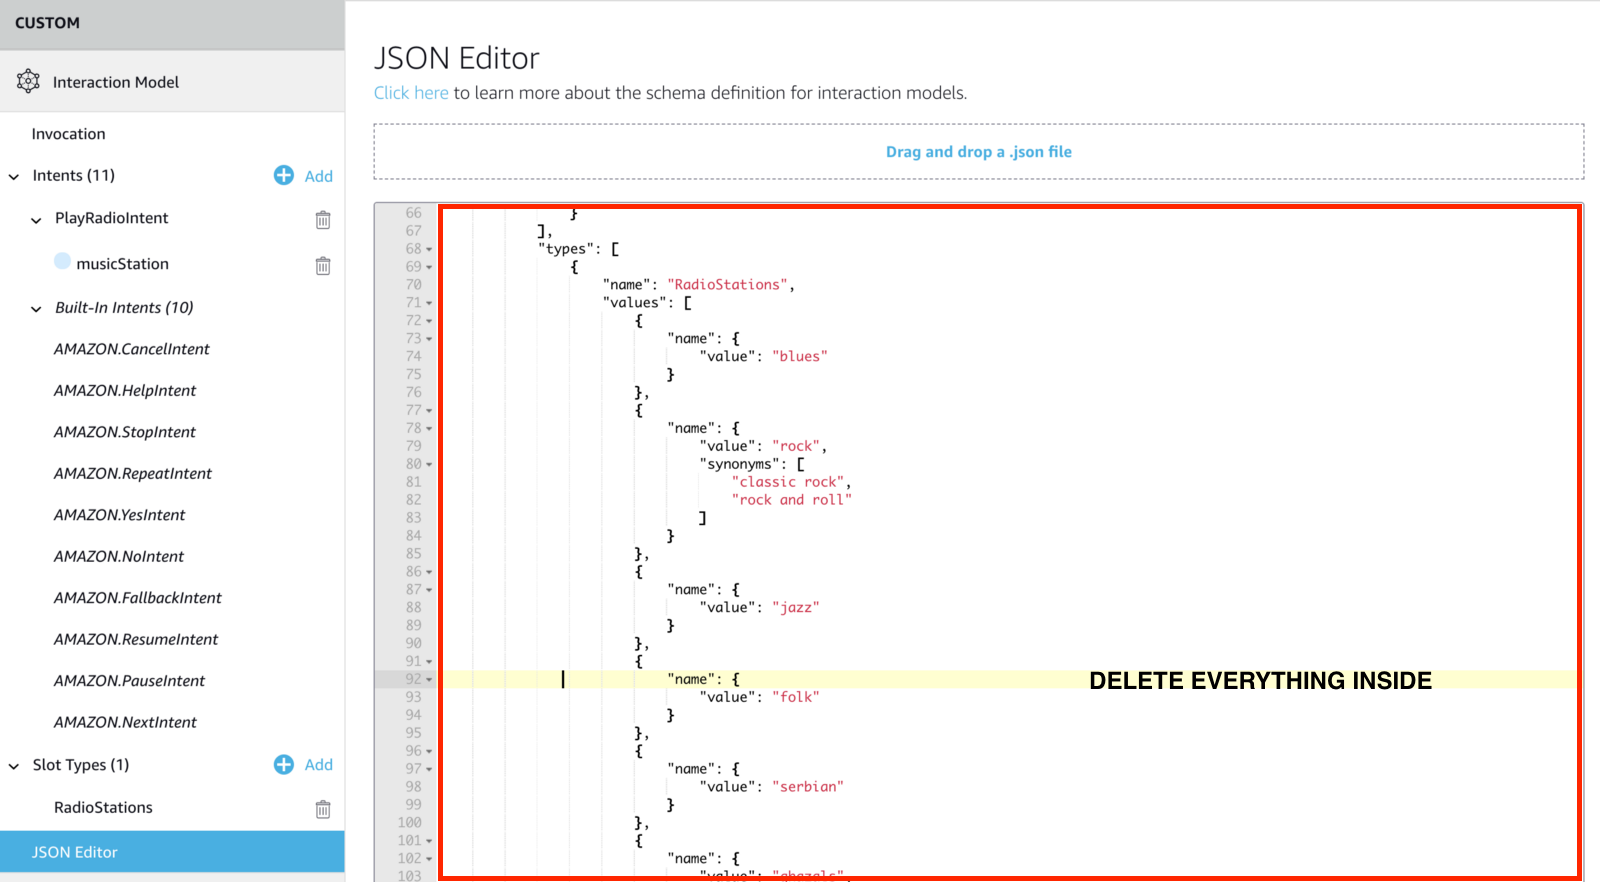 CUSTOM
Interaction Model
Invocation
Intents (11)
Add
PlayRadioIntent
musicStation
Built-In Intents (10)
AMAZON.CancelIntent
AMAZON.HelpIntent
AMAZON.StopIntent
AMAZON.RepeatIntent
AMAZON.YesIntent
AMAZON.NoIntent
AMAZON.FallbackIntent
AMAZON.ResumeIntent
AMAZON.PauseIntent
AMAZON.NextIntent
Slot Types (1)
Add
RadioStations
JSON Editor
JSON Editor
Click here to learn more about the schema definition for interaction models.
Drag and drop a .json file
66 }
67 ],
68 "types": [
69 {
70 "name": "RadioStations",
71 "values": [
72 {
73 "name": {
74 "value": "blues"
75 }
76 },
77 {
78 "name": {
79 "value": "rock",
80 "synonyms": [
81 "classic rock",
82 "rock and roll"
83 ]
84 }
85 },
86 {
87 "name": {
88 "value": "jazz"
89 }
90 },
91 {
92 "name": {
DELETE EVERYTHING INSIDE
93 "value": "folk"
94 }
95 },
96 {
97 "name": {
98 "value": "serbian"
99 }
100 },
101 {
102 "name": {
103 "value": "ghazals",